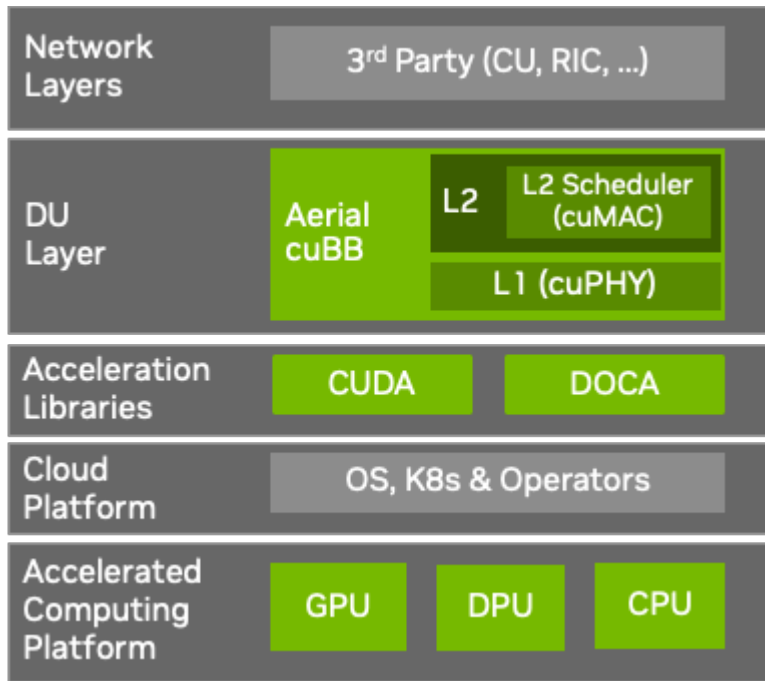 Network
Layers
3rd Party (CU, RIC, ...)
DU
Layer
Aerial
cuBB
L2
L2 Scheduler
(cuMAC)
L1 (cuPHY)
Acceleration
Libraries
CUDA
DOCA
Cloud
Platform
OS, K8s & Operators
Accelerated
Computing
Platform
GPU
DPU
CPU